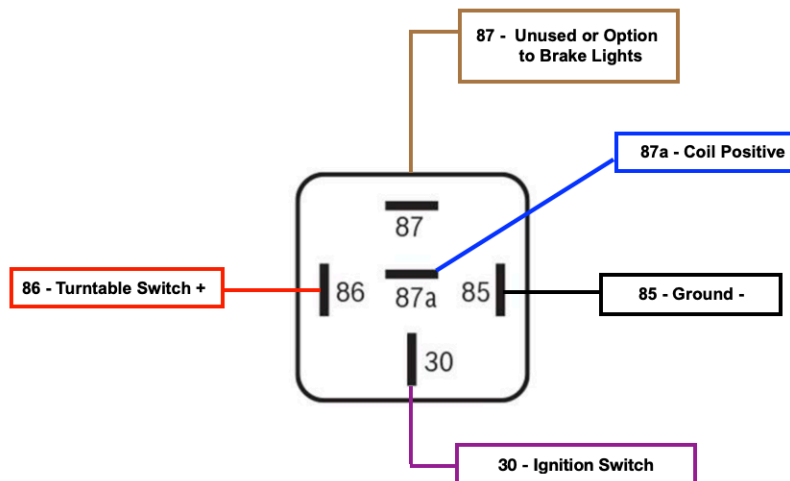 87 - Unused or Option
to Brake Lights
87a - Coil Positive
87
86 - Turntable Switch +
86
87a
85
85 - Ground -
30
30 - Ignition Switch